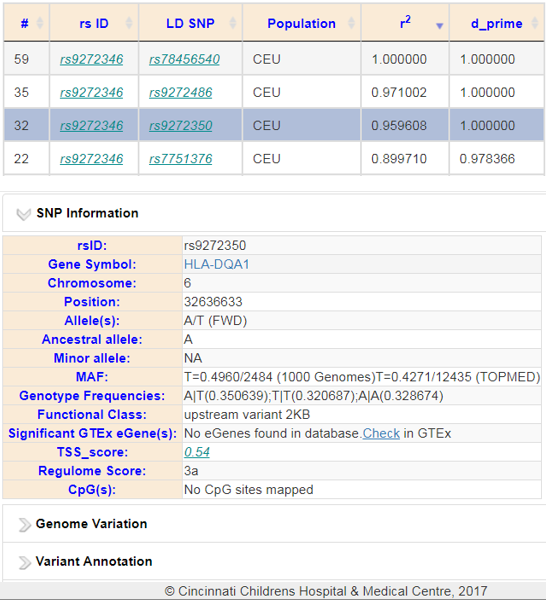 # rs ID LD SNP Population r2 d_prime
59 rs9272346 rs78456540 CEU 1.000000 1.000000
35 rs9272346 rs9272486 CEU 0.971002 1.000000
32 rs9272346 rs9272350 CEU 0.959608 1.000000
22 rs9272346 rs7751376 CEU 0.899710 0.978366
SNP Information
rsID: rs9272350
Gene Symbol: HLA-DQA1
Chromosome: 6
Position: 32636633
Allele(s): A/T (FWD)
Ancestral allele: A
Minor allele: NA
MAF: T=0.4960/2484 (1000 Genomes)T=0.4271/12435 (TOPMED)
Genotype Frequencies: A|T(0.350639);T|T(0.320687);A|A(0.328674)
Functional Class: upstream variant 2KB
Significant GTEx eGene(s): No eGenes found in database.Check in GTEx
TSS_score: 0.54
Regulome Score: 3a
CpG(s): No CpG sites mapped
Genome Variation
Variant Annotation
© Cincinnati Childrens Hospital & Medical Centre, 2017